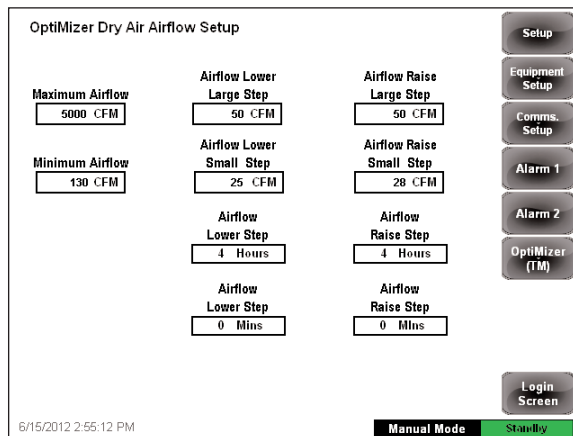 OptiMizer Dry Air Airflow Setup
Maximum Airflow
5000 CFM
Minimum Airflow
130 CFM
Airflow Lower
Large Step
50 CFM
Airflow Lower
Small Step
25 CFM
Airflow
Lower Step
4 Hours
Airflow
Lower Step
0 Mins
Airflow Raise
Large Step
50 CFM
Airflow Raise
Small Step
28 CFM
Airflow
Raise Step
4 Hours
Airflow
Raise Step
0 MIns
Setup
Equipment
Setup
Comms.
Setup
Alarm 1
Alarm 2
OptiMizer
(TM)
Login
Screen
6/15/2012 2:55:12 PM
Manual Mode
Standby